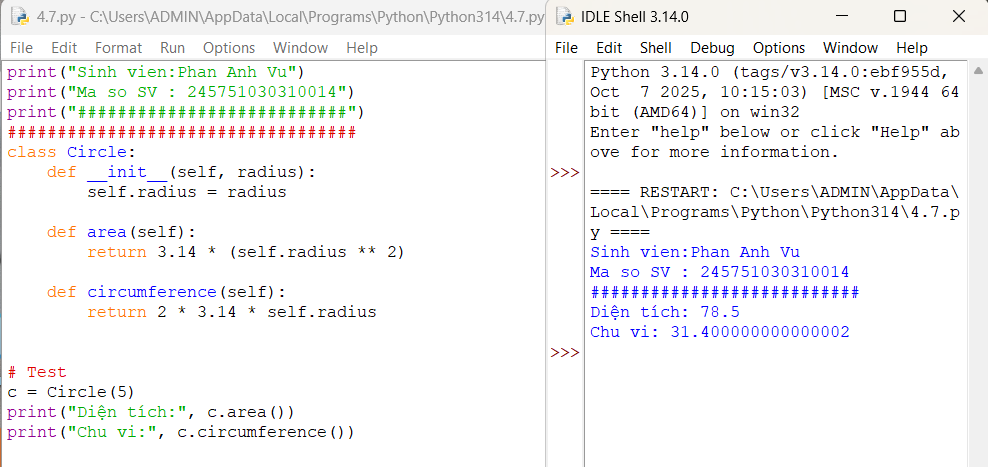 4.7.py - C:\Users\ADMIN\AppData\Local\Programs\Python\Python314\4.7.py
File Edit Format Run Options Window Help
print("Sinh vien:Phan Anh Vu")
print("Ma so SV : 245751030310014")
print("###########################")
###################################
class Circle:
    def __init__(self, radius):
        self.radius = radius
    def area(self):
        return 3.14 * (self.radius ** 2)
    def circumference(self):
        return 2 * 3.14 * self.radius
# Test
c = Circle(5)
print("Diện tích:", c.area())
print("Chu vi:", c.circumference())
IDLE Shell 3.14.0
File Edit Shell Debug Options Window Help
Python 3.14.0 (tags/v3.14.0:ebf955d,
Oct  7 2025, 10:15:03) [MSC v.1944 64
bit (AMD64)] on win32
Enter "help" below or click "Help" ab
ove for more information.
>>>
==== RESTART: C:\Users\ADMIN\AppData\
Local\Programs\Python\Python314\4.7.p
y ====
Sinh vien:Phan Anh Vu
Ma so SV : 245751030310014
###########################
Diện tích: 78.5
Chu vi: 31.400000000000002
>>>